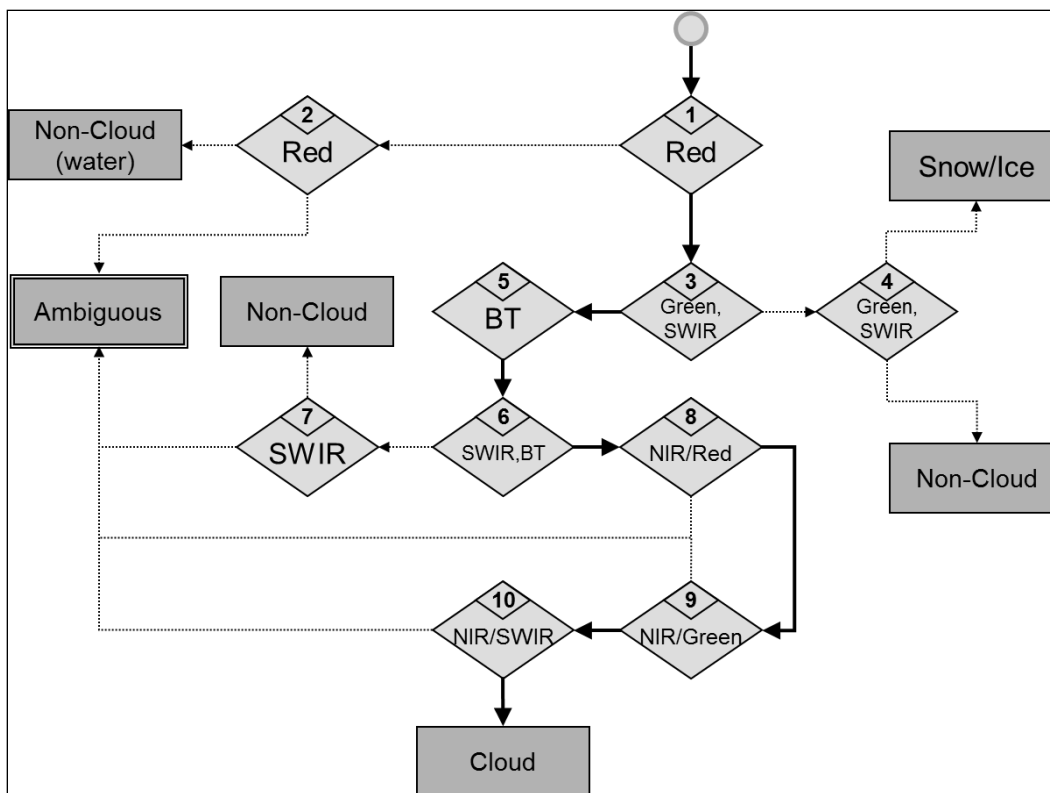 2
Red
1
Red
Non-Cloud
(water)
Snow/Ice
Ambiguous
Non-Cloud
5
BT
3
Green,
SWIR
4
Green,
SWIR
7
SWIR
6
SWIR,BT
8
NIR/Red
Non-Cloud
10
NIR/SWIR
9
NIR/Green
Cloud